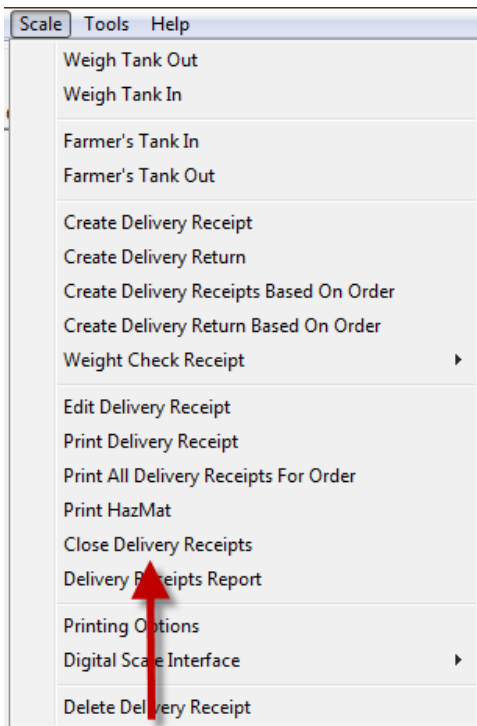 Scale Tools Help
Weigh Tank Out
Weigh Tank In
Farmer's Tank In
Farmer's Tank Out
Create Delivery Receipt
Create Delivery Return
Create Delivery Receipts Based On Order
Create Delivery Return Based On Order
Weight Check Receipt
Edit Delivery Receipt
Print Delivery Receipt
Print All Delivery Receipts For Order
Print HazMat
Close Delivery Receipts
Delivery Receipts Report
Printing Options
Digital Scale Interface
Delete Delivery Receipt